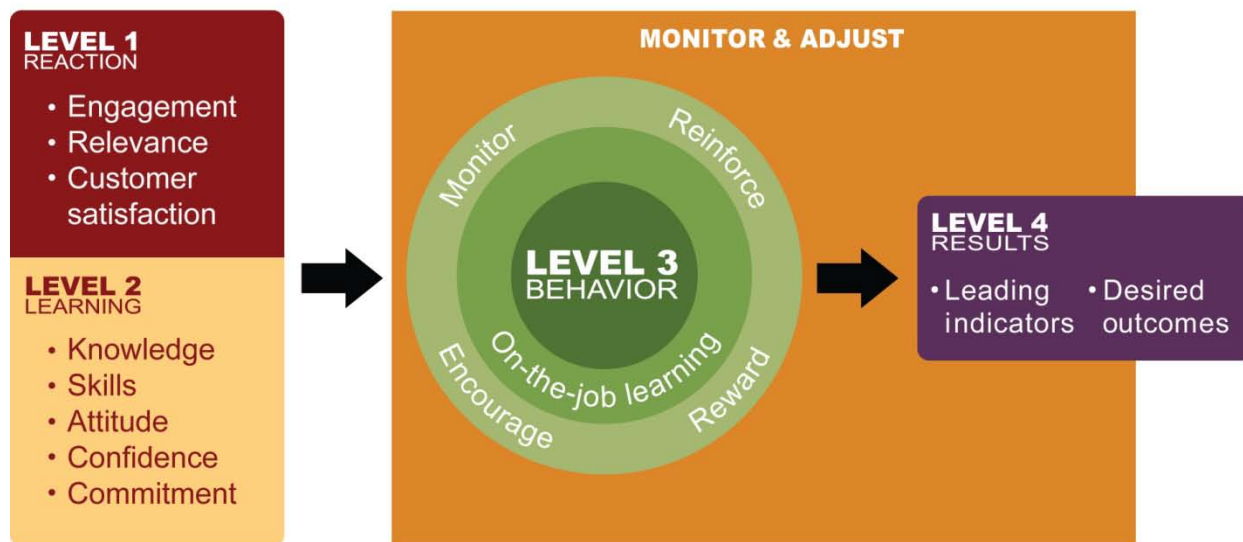 LEVEL 1
REACTION
• Engagement
• Relevance
• Customer
satisfaction
LEVEL 2
LEARNING
• Knowledge
• Skills
• Attitude
• Confidence
• Commitment
MONITOR & ADJUST
Monitor
Reinforce
LEVEL 3
BEHAVIOR
On-the-job learning
Encourage
Reward
LEVEL 4
RESULTS
• Leading
indicators
• Desired
outcomes